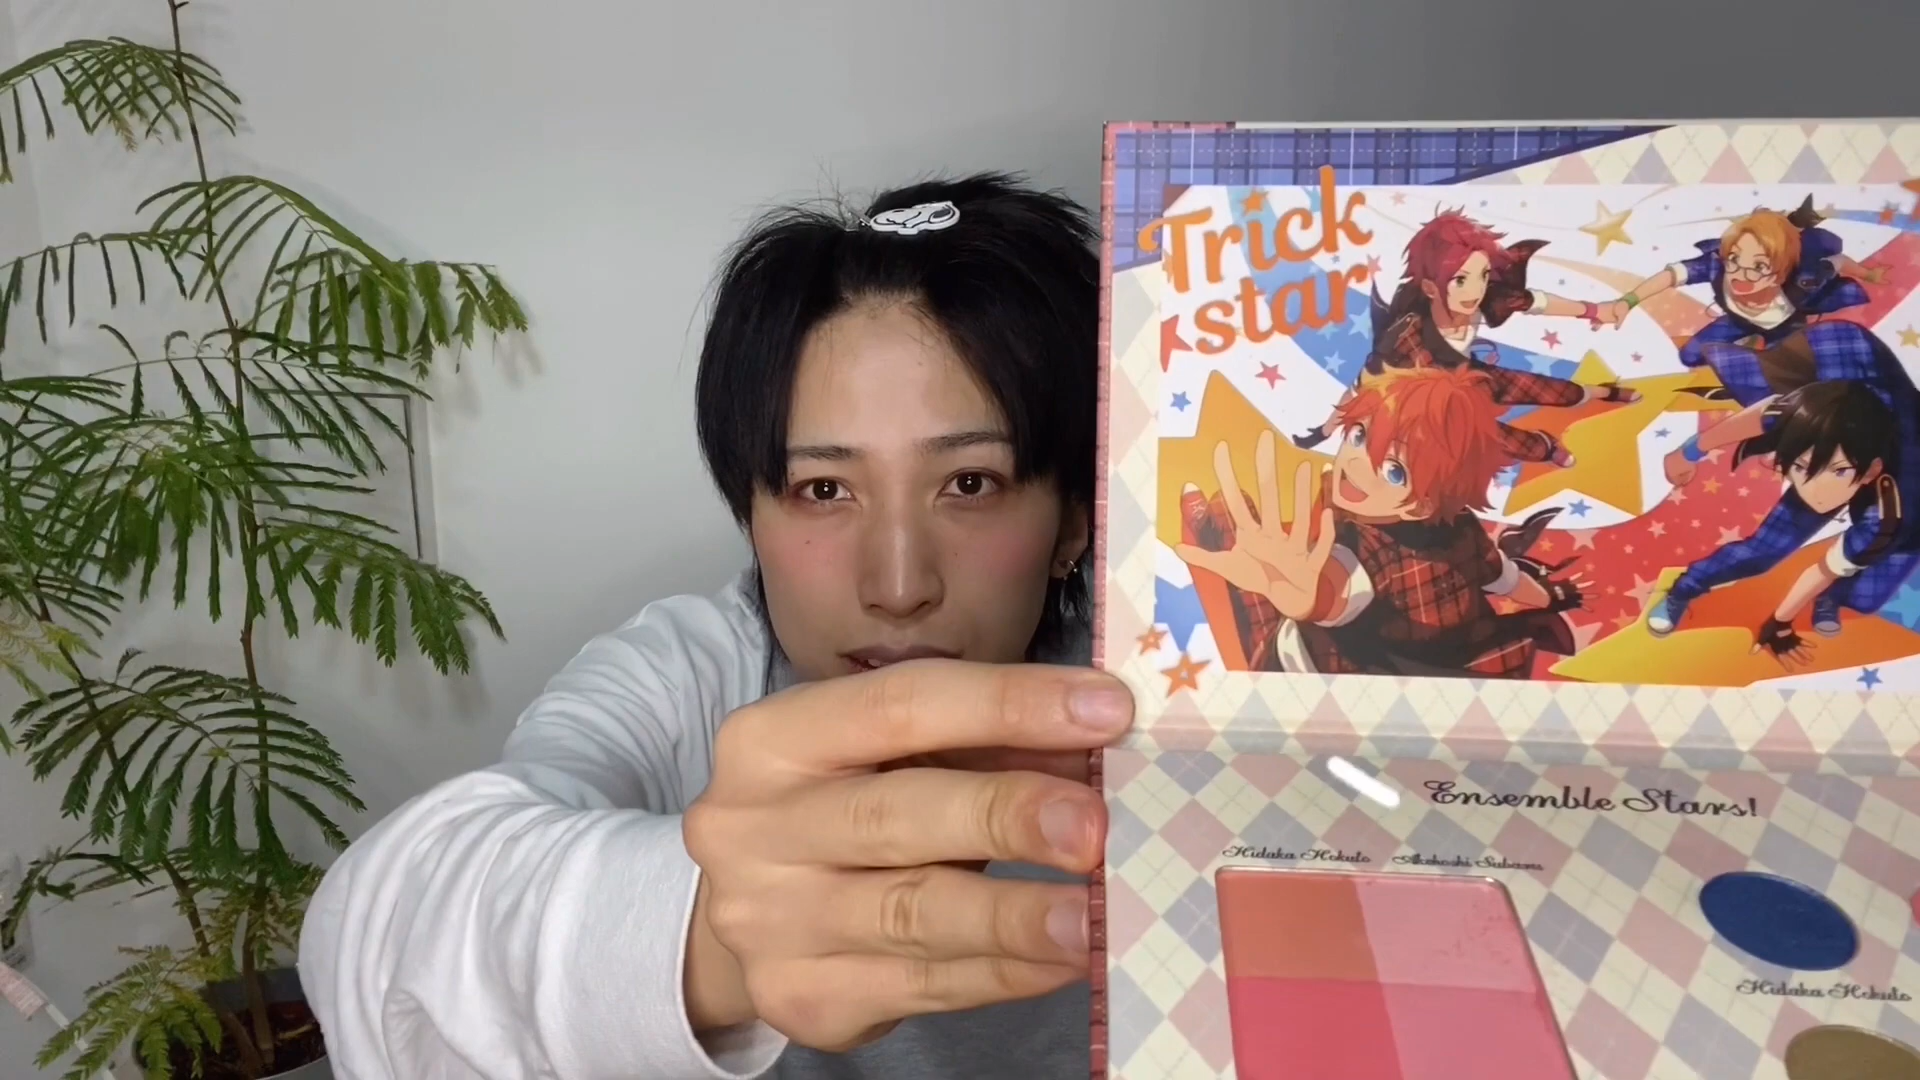 Trick
star
Ensemble Stars!
Hidaka Hokuto
Akehoshi Subaru
Hidaka Hokuto